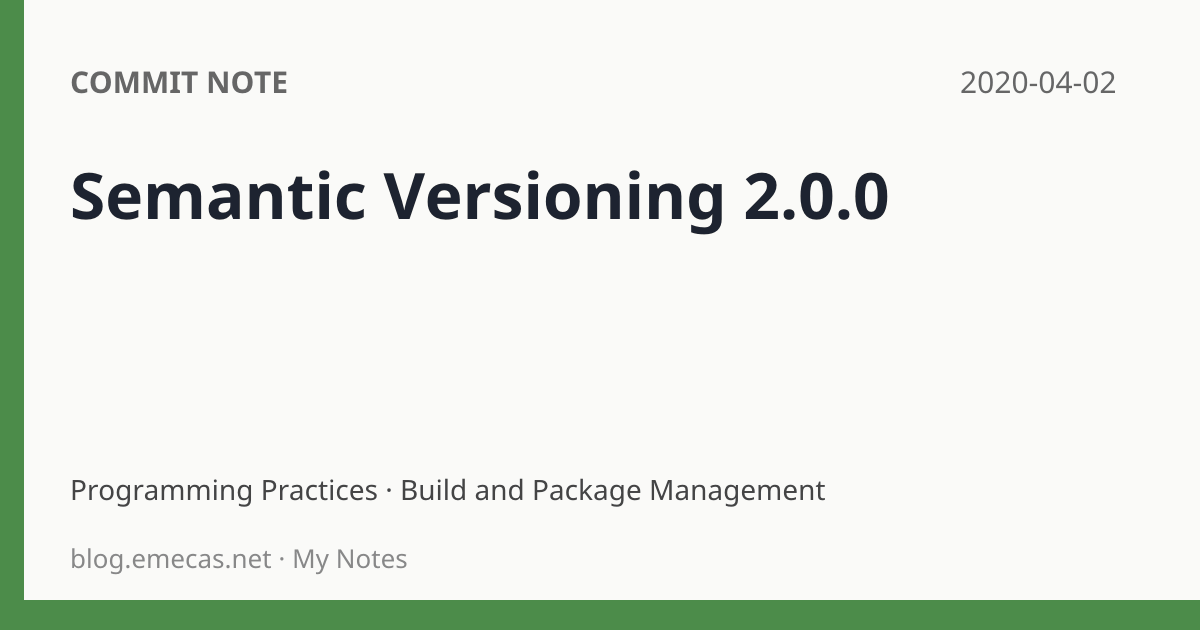 COMMIT NOTE 2020-04-02
Semantic Versioning 2.0.0
Programming Practices · Build and Package Management
blog.emecas.net · My Notes